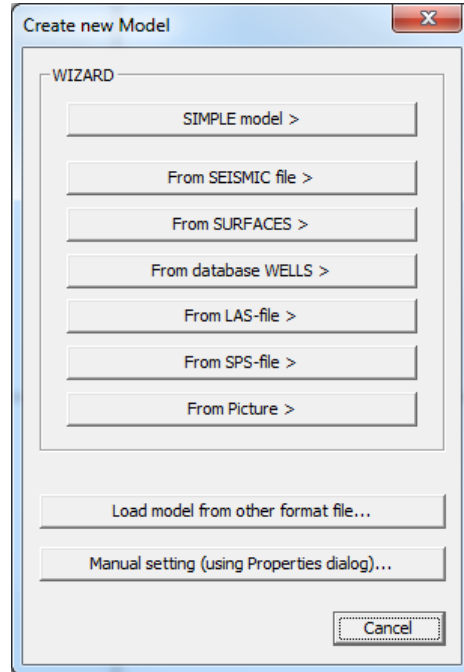 Create new Model
WIZARD
SIMPLE model >
From SEISMIC file >
From SURFACES >
From database WELLS >
From LAS-file >
From SPS-file >
From Picture >
Load model from other format file...
Manual setting (using Properties dialog)...
Cancel